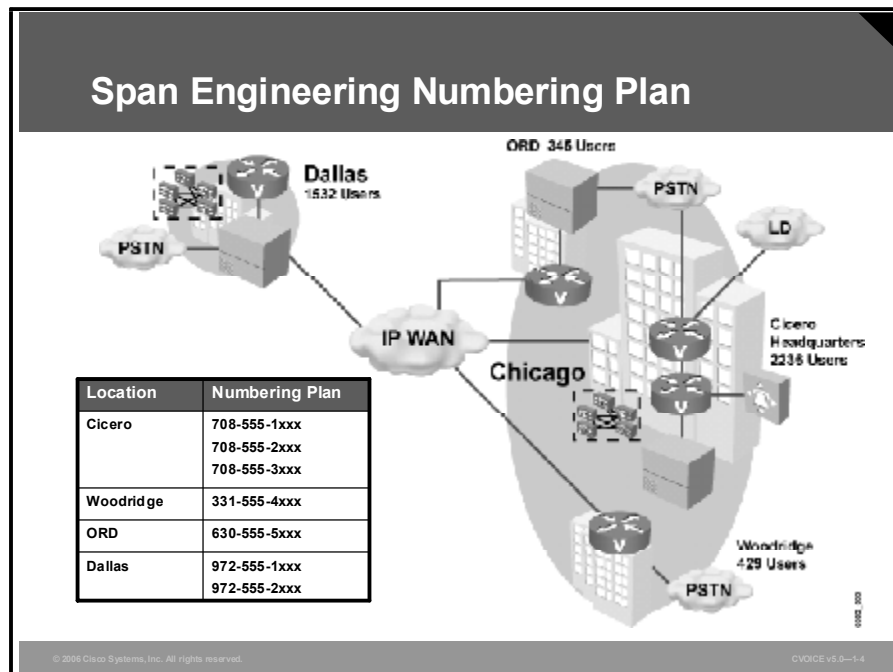 Span Engineering Numbering Plan
Dallas
1532 Users
PSTN
V
ORD 345 Users
PSTN
LD
V
V
IP WAN
Cicero
Headquarters
2236 Users
V
Chicago
V
Woodridge
429 Users
PSTN
Location Numbering Plan
Cicero 708-555-1xxx
708-555-2xxx
708-555-3xxx
Woodridge 331-555-4xxx
ORD 630-555-5xxx
Dallas 972-555-1xxx
972-555-2xxx
© 2006 Cisco Systems, Inc. All rights reserved.
CVOICE v5.0—1-4